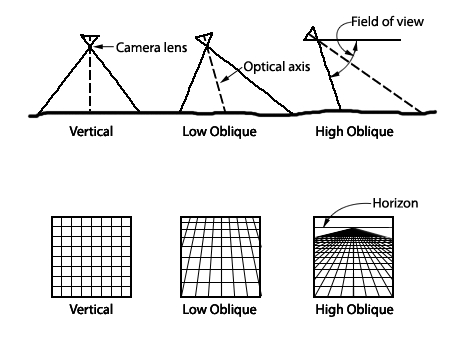 Field of view
Camera lens
Optical axis
Vertical
Low Oblique
High Oblique
Horizon
Vertical
Low Oblique
High Oblique